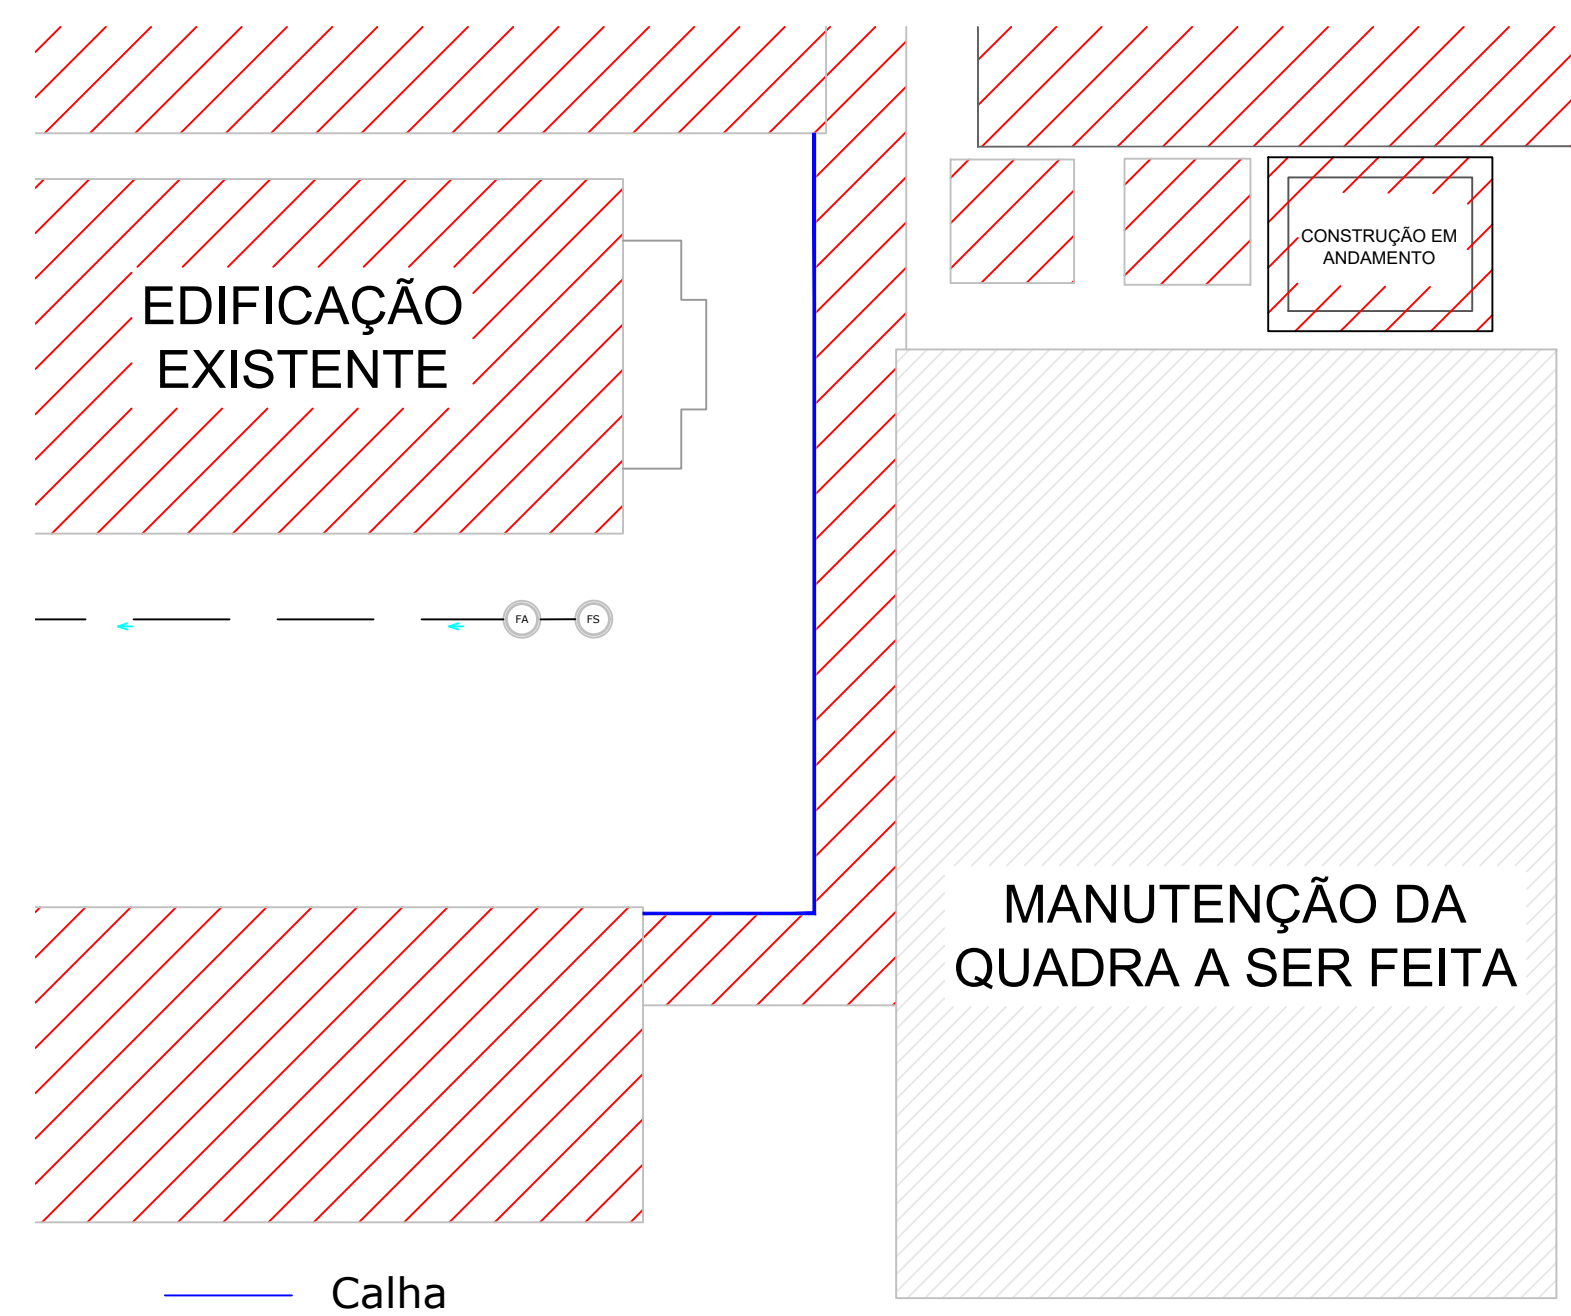 CONSTRUÇÃO EM
ANDAMENTO
EDIFICAÇÃO
EXISTENTE
FA
FS
MANUTENÇÃO DA
QUADRA A SER FEITA
Calha